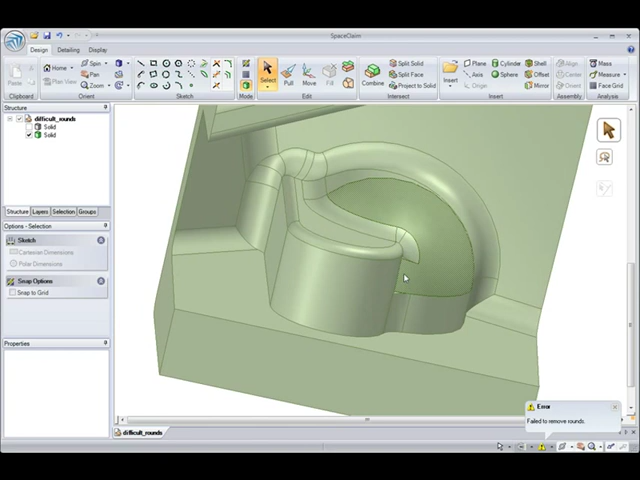 SpaceClaim
Design Detailing Display
Paste
Home
Plan View
Spin
Pan
Zoom
Select
Pull
Move
Fill
Combine
Split Solid
Split Face
Project to Solid
Insert
Plane
Axis
Cylinder
Sphere
Shell
Offset
Mirror
Align
Center
Orient
Mass
Measure
Face Grid
Clipboard Orient Sketch Mode Edit Intersect Insert Assembly Analysis
Structure
difficult_rounds
Solid
Solid
Structure Layers Selection Groups
Options - Selection
Sketch
Cartesian Dimensions
Polar Dimensions
Snap Options
Snap to Grid
Properties
Error
Failed to remove rounds.
difficult_rounds